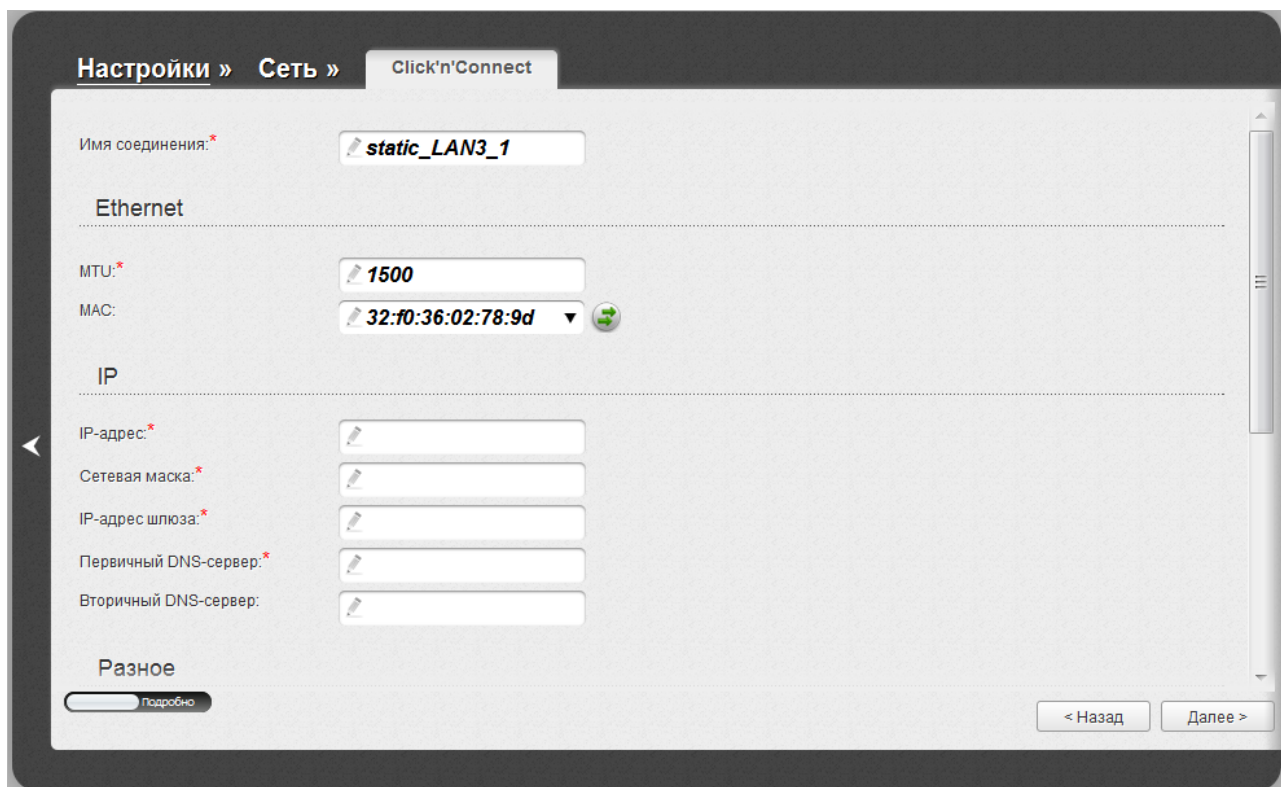 Настройки » Сеть » Click'n'Connect
Имя соединения:* static_LAN3_1
Ethernet
MTU:* 1500
MAC: 32:f0:36:02:78:9d
IP
IP-адрес:*
Сетевая маска:*
IP-адрес шлюза:*
Первичный DNS-сервер:*
Вторичный DNS-сервер:
Разное
Подробно
< Назад Далее >